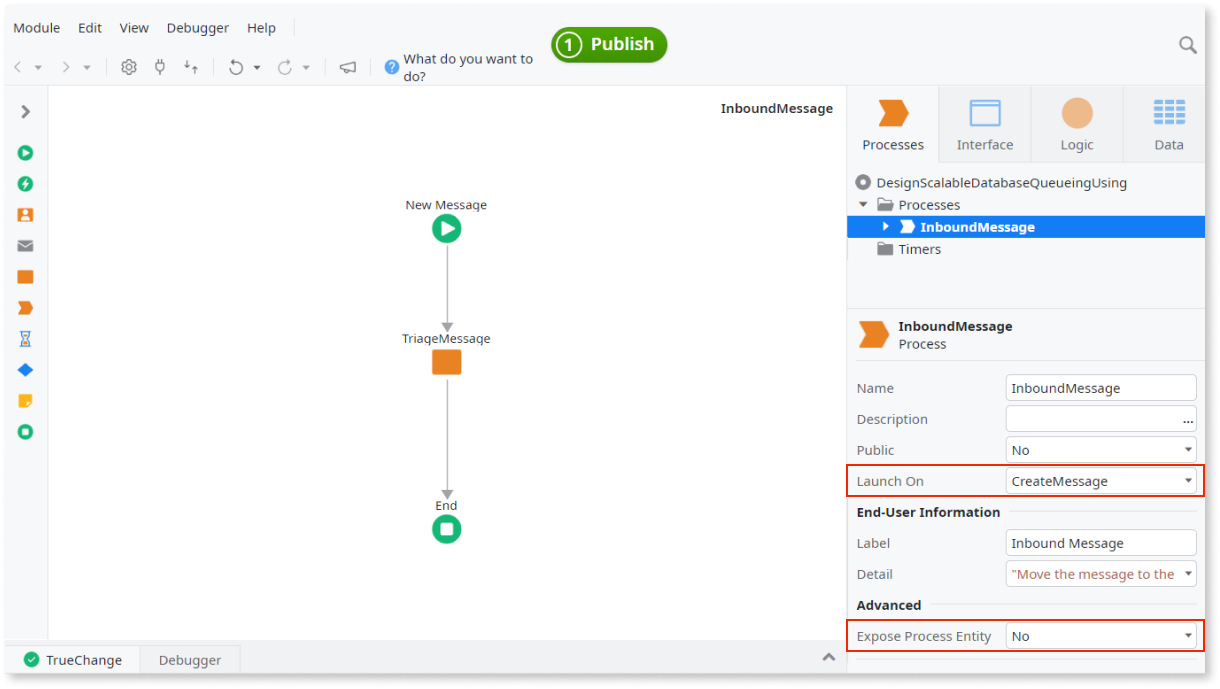 Module Edit View Debugger Help
1 Publish
? What do you want to
do?
InboundMessage
New Message
TriageMessage
End
Processes Interface Logic Data
DesignScalableDatabaseQueueingUsing
Processes
InboundMessage
Timers
InboundMessage
Process
Name InboundMessage
Description ...
Public No
Launch On CreateMessage
End-User Information
Label Inbound Message
Detail "Move the message to the
Advanced
Expose Process Entity No
TrueChange Debugger